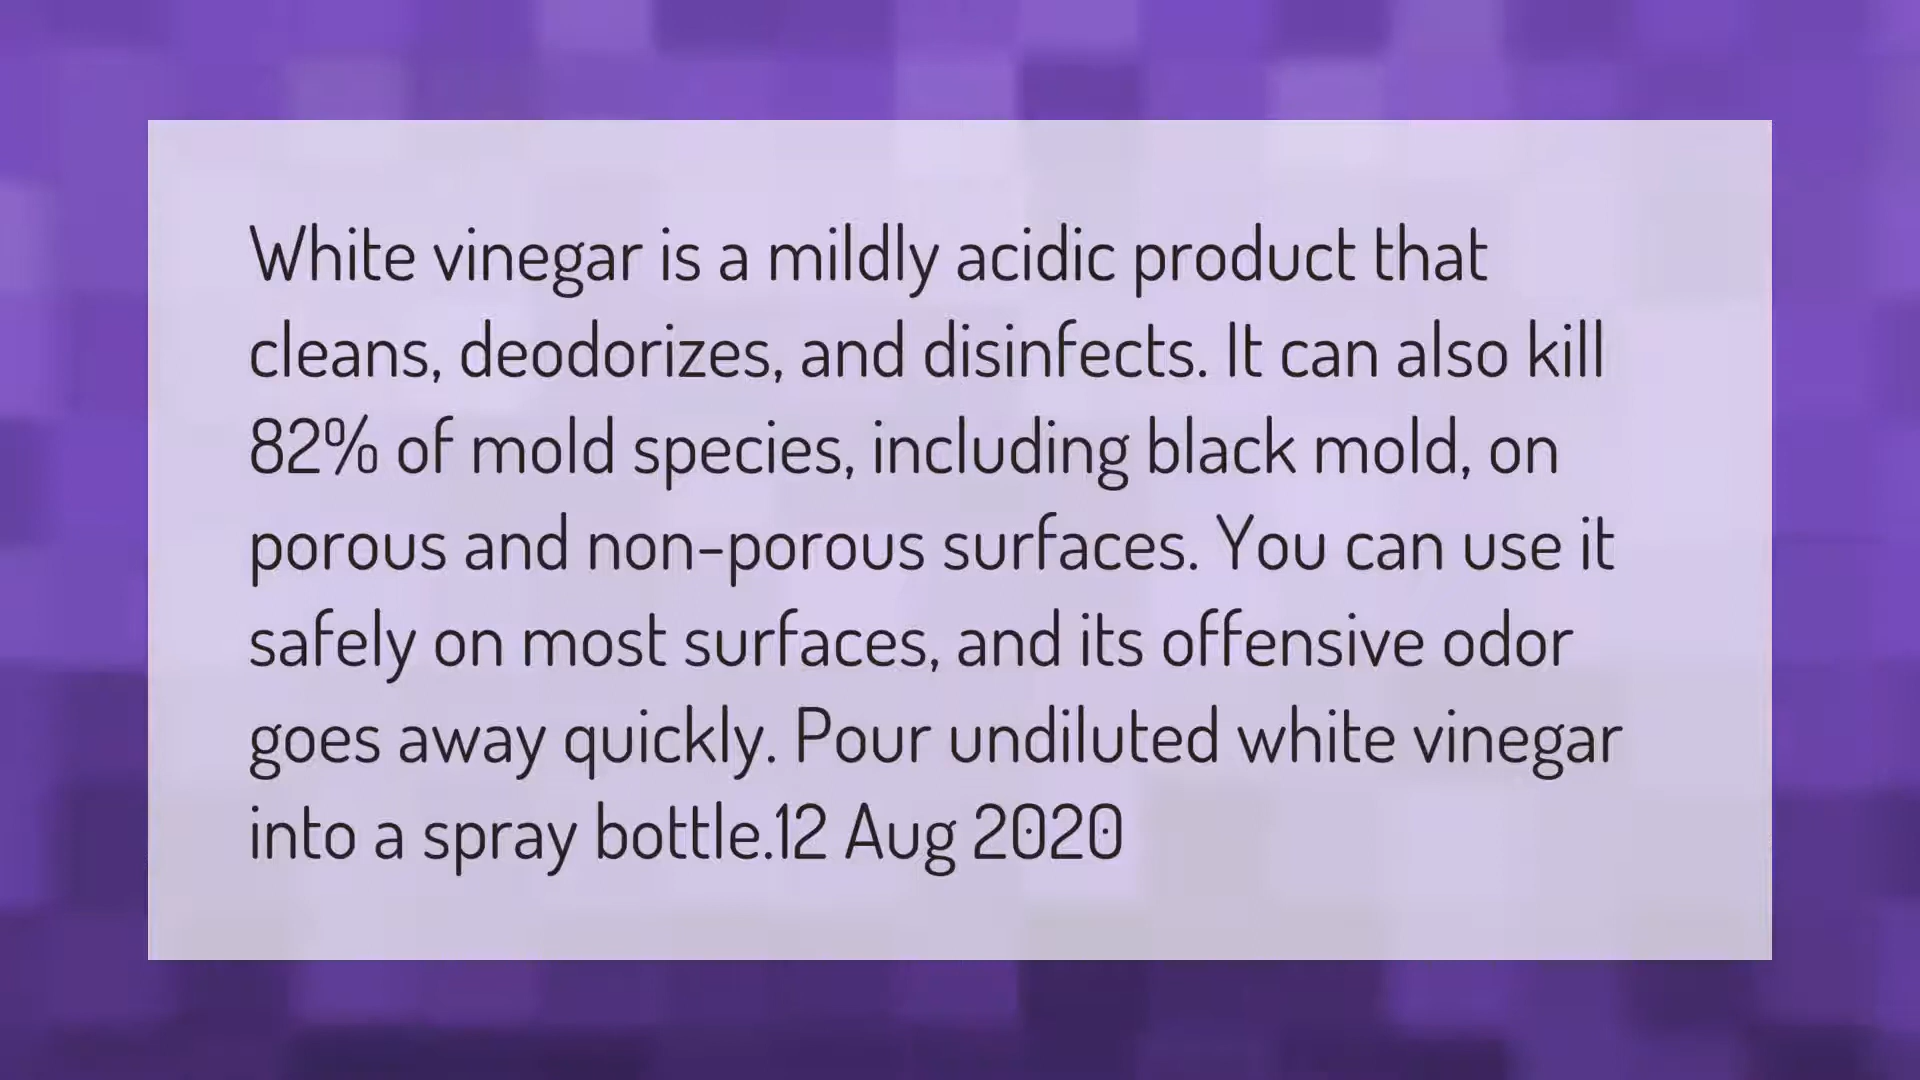 White vinegar is a mildly acidic product that
cleans, deodorizes, and disinfects. It can also kill
82% of mold species, including black mold, on
porous and non-porous surfaces. You can use it
safely on most surfaces, and its offensive odor
goes away quickly. Pour undiluted white vinegar
into a spray bottle.12 Aug 2020